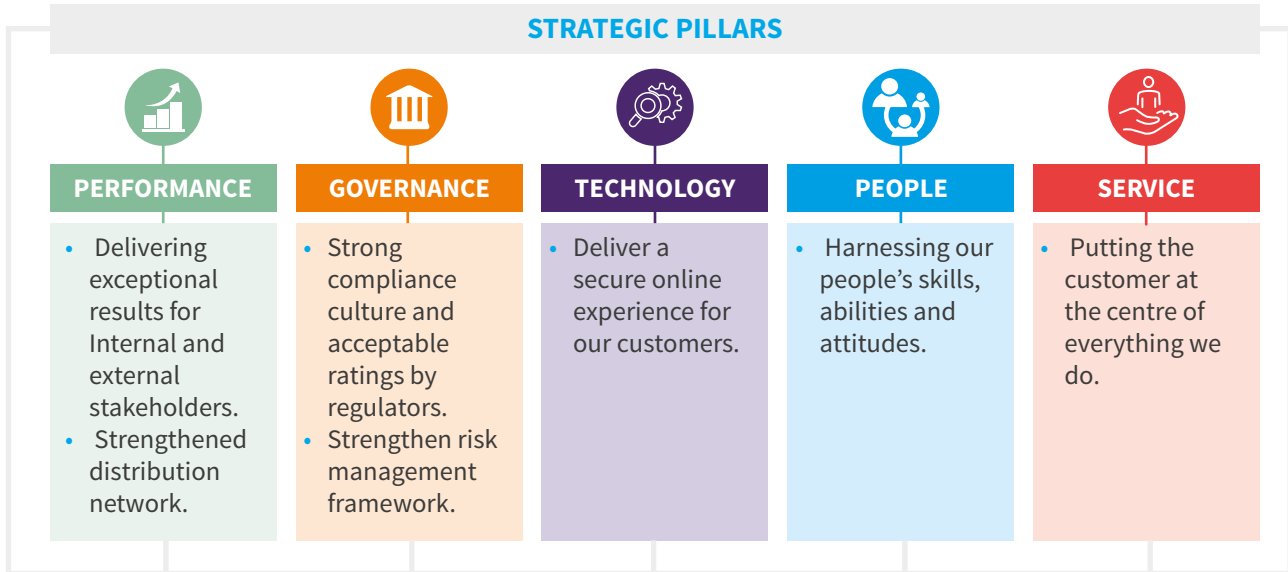 STRATEGIC PILLARS
PERFORMANCE
• Delivering
exceptional
results for
Internal and
external
stakeholders.
• Strengthened
distribution
network.
GOVERNANCE
• Strong
compliance
culture and
acceptable
ratings by
regulators.
• Strengthen risk
management
framework.
TECHNOLOGY
• Deliver a
secure online
experience for
our customers.
PEOPLE
• Harnessing our
people’s skills,
abilities and
attitudes.
SERVICE
• Putting the
customer at
the centre of
everything we
do.